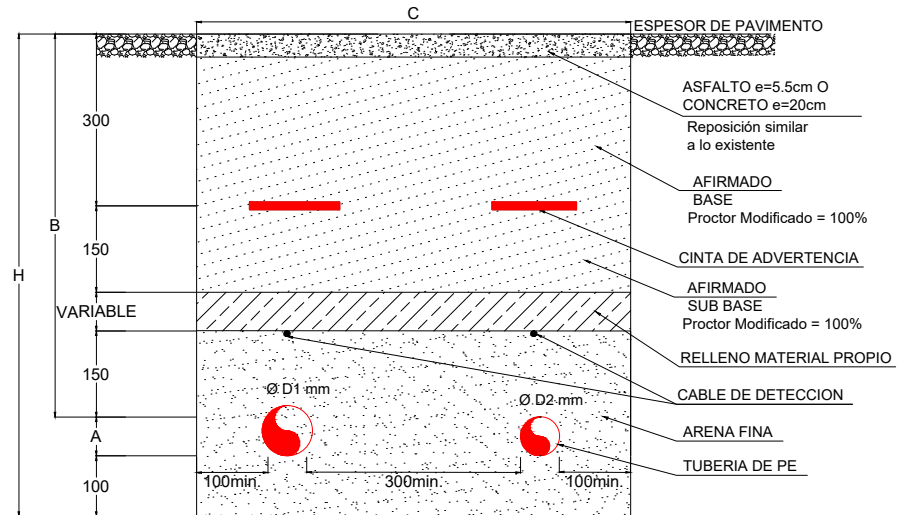 C
ESPESOR DE PAVIMENTO
ASFALTO e=5.5cm O
CONCRETO e=20cm
Reposición similar
a lo existente
300
AFIRMADO
BASE
Proctor Modificado = 100%
B
150
CINTA DE ADVERTENCIA
H
AFIRMADO
SUB BASE
Proctor Modificado = 100%
VARIABLE
RELLENO MATERIAL PROPIO
150
CABLE DE DETECCION
Ø D1 mm
Ø D2 mm
ARENA FINA
A
TUBERIA DE PE
100min.
300min.
100min.
100